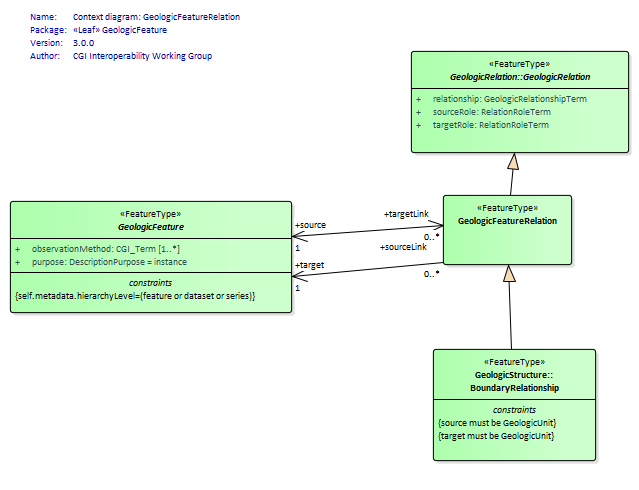 Name: Context diagram: GeologicFeatureRelation
Package: «Leaf» GeologicFeature
Version: 3.0.0
Author: CGI Interoperability Working Group
«FeatureType»
GeologicRelation::GeologicRelation
+ relationship: GeologicRelationshipTerm
+ sourceRole: RelationRoleTerm
+ targetRole: RelationRoleTerm
«FeatureType»
GeologicFeature
+ observationMethod: CGI_Term [1..*]
+ purpose: DescriptionPurpose = instance
constraints
{self.metadata.hierarchyLevel=(feature or dataset or series)}
+source
1
+targetLink
0..*
+sourceLink
0..*
+target
1
«FeatureType»
GeologicFeatureRelation
«FeatureType»
GeologicStructure::
BoundaryRelationship
constraints
{source must be GeologicUnit}
{target must be GeologicUnit}